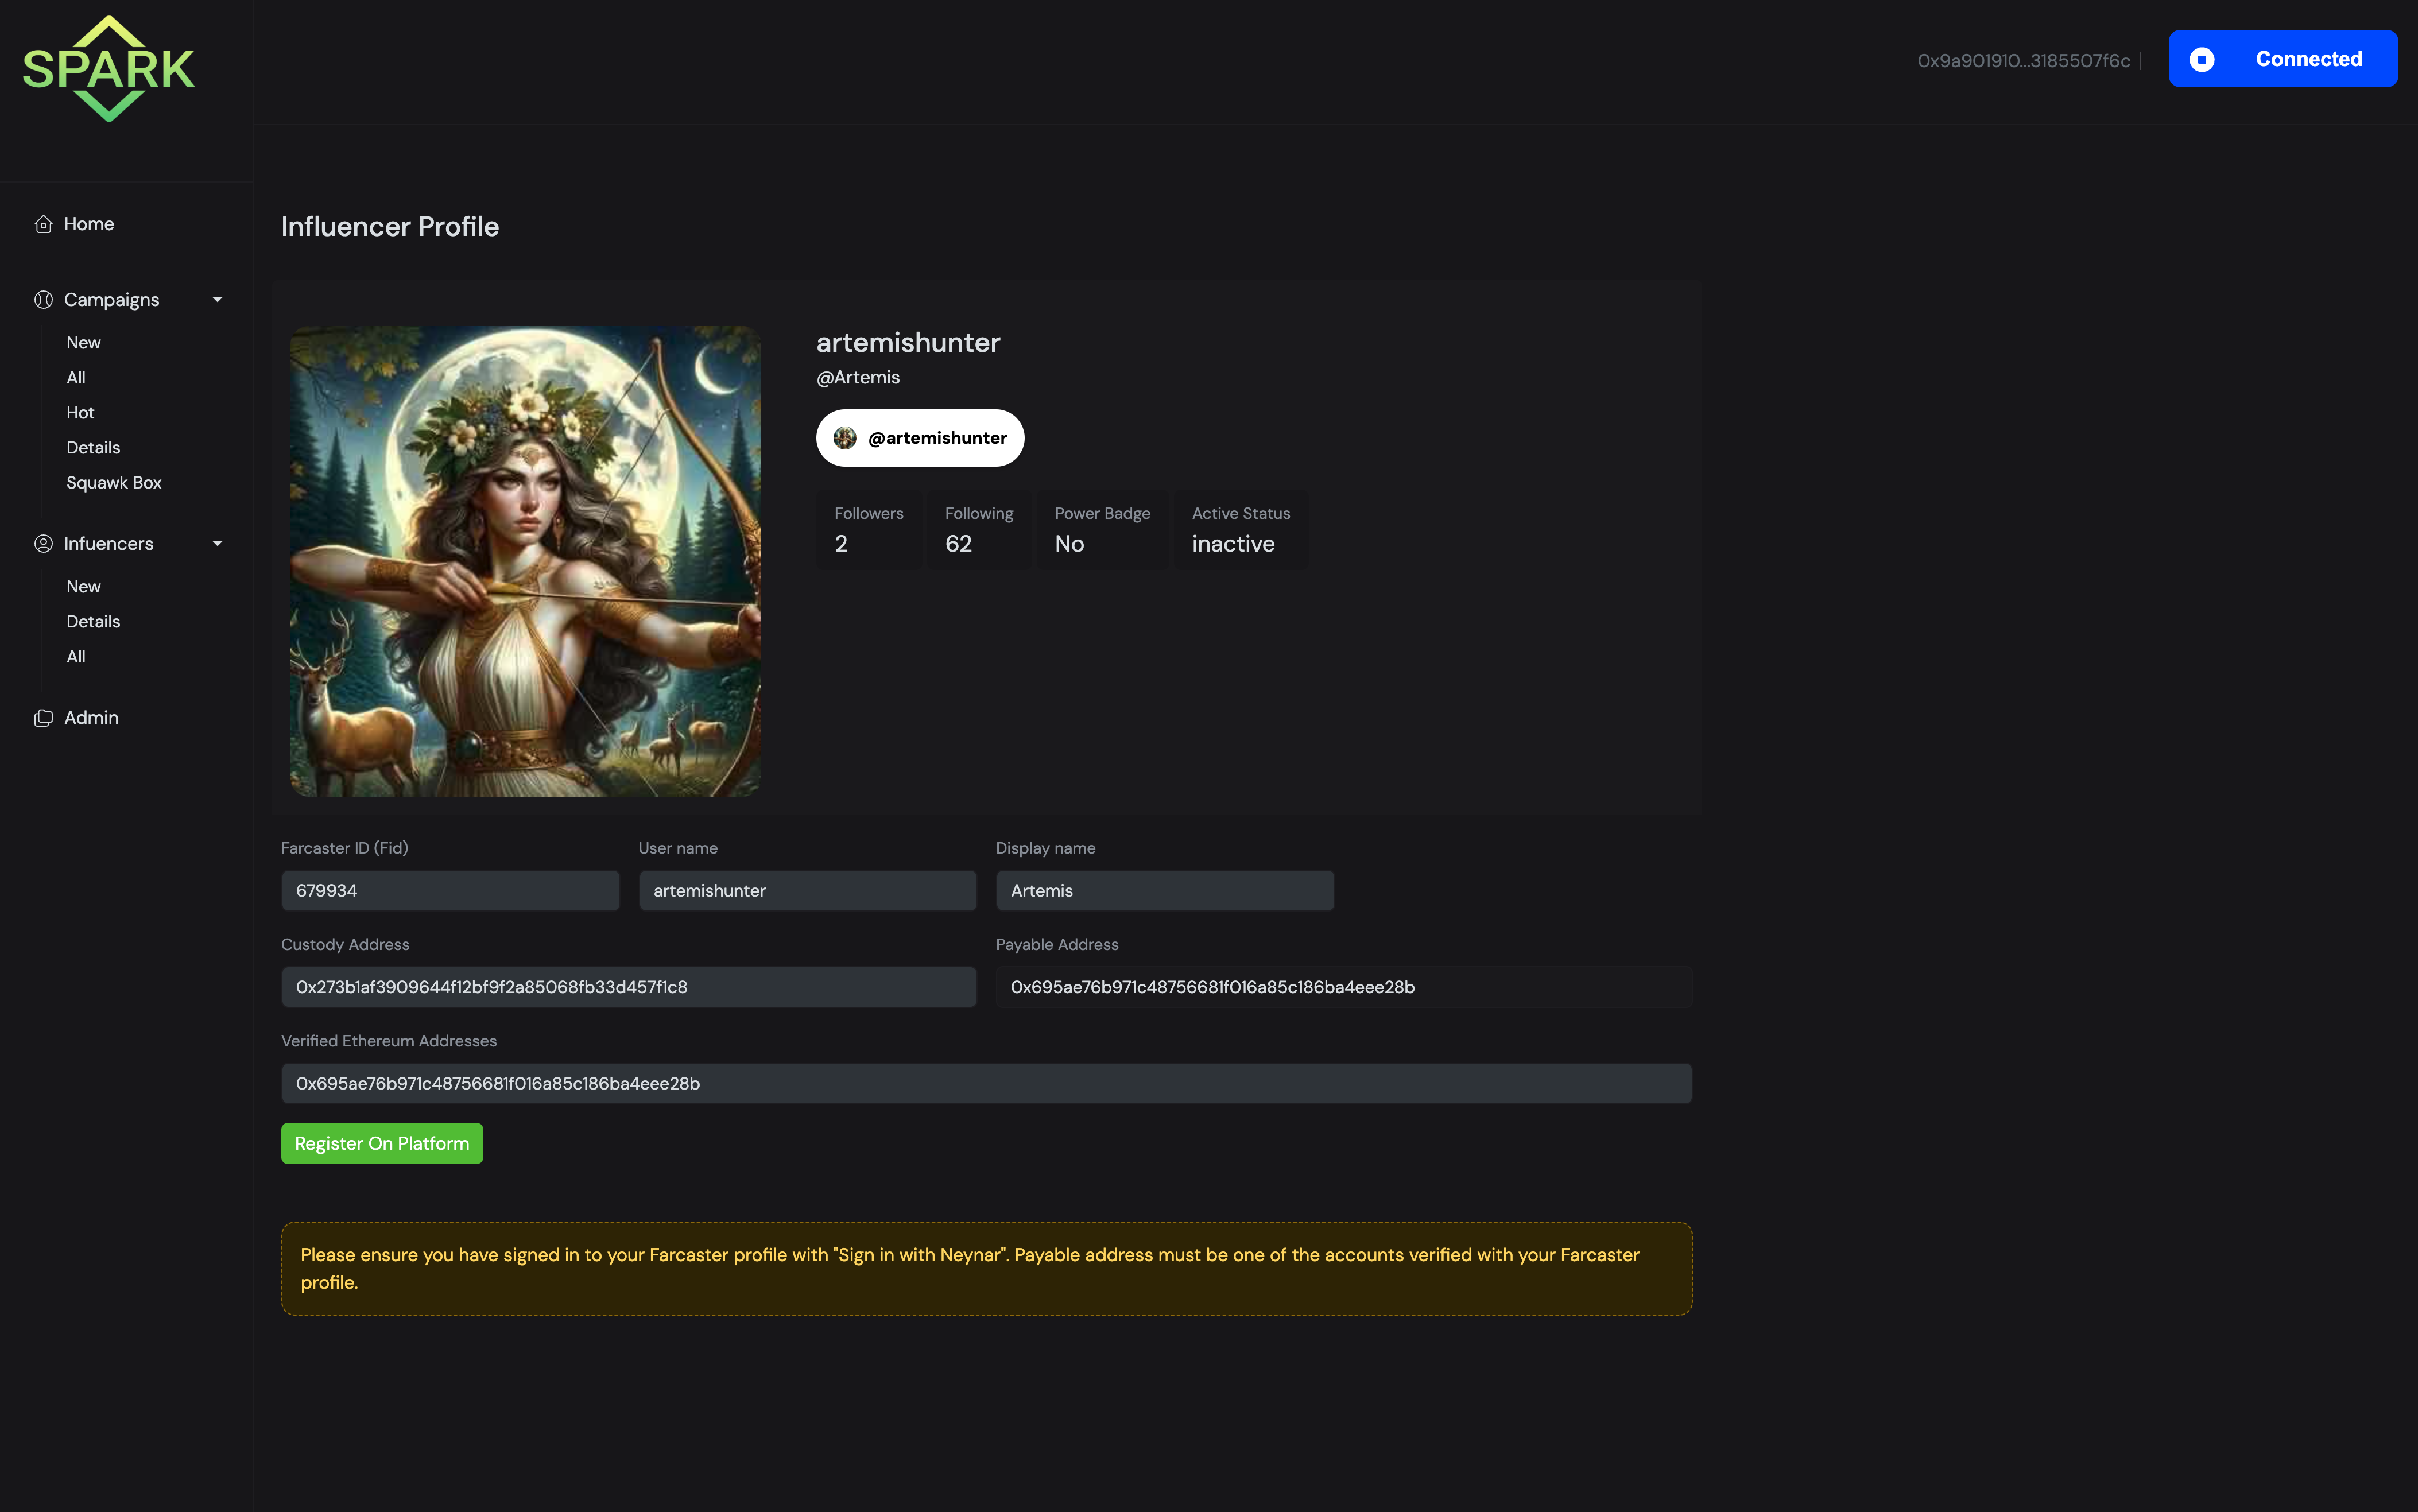 SPARK
0x9a901910...3185507f6c |
Connected
Home
Campaigns
New
All
Hot
Details
Squawk Box
Infuencers
New
Details
All
Admin
Influencer Profile
artemishunter
@Artemis
@artemishunter
Followers Following Power Badge Active Status
2 62 No inactive
Farcaster ID (Fid) User name Display name
679934 artemishunter Artemis
Custody Address Payable Address
0x273b1af3909644f12bf9f2a85068fb33d457f1c8 0x695ae76b971c48756681f016a85c186ba4eee28b
Verified Ethereum Addresses
0x695ae76b971c48756681f016a85c186ba4eee28b
Register On Platform
Please ensure you have signed in to your Farcaster profile with "Sign in with Neynar". Payable address must be one of the accounts verified with your Farcaster
profile.